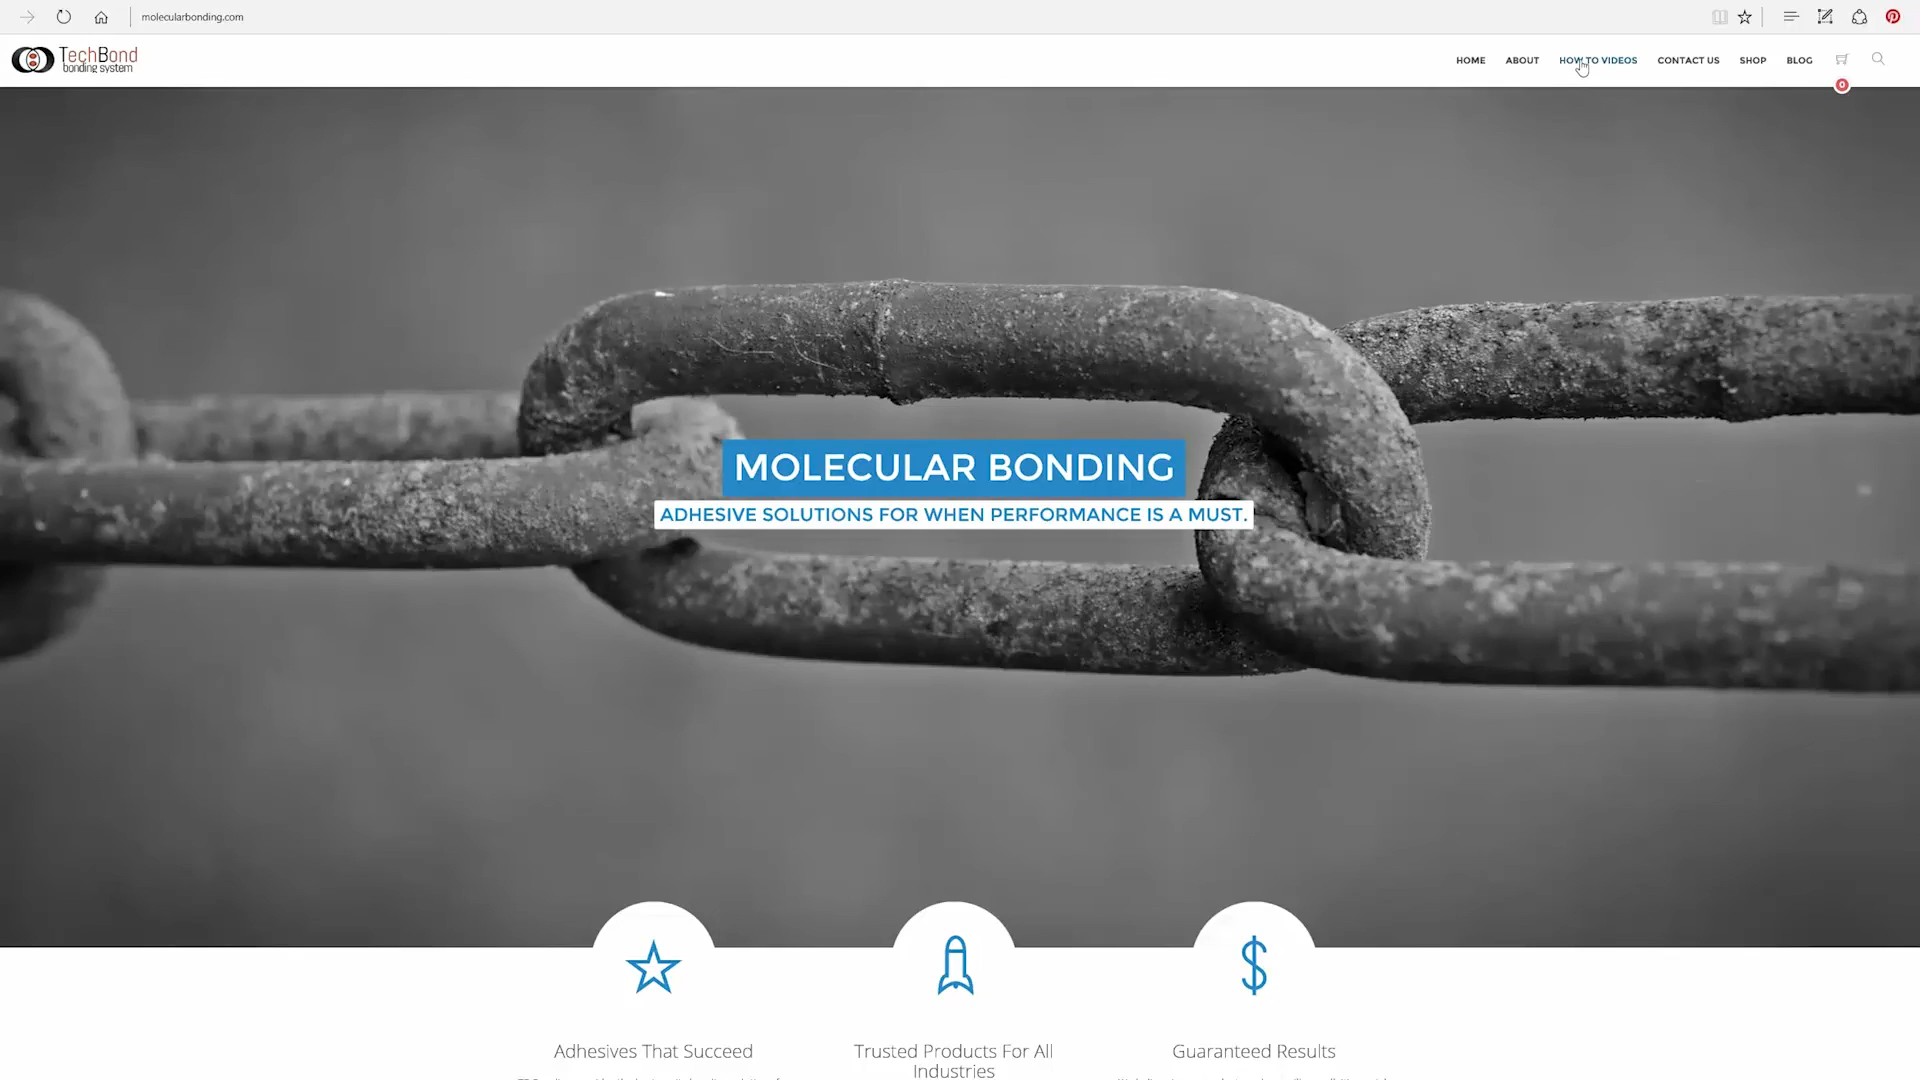 molecularbonding.com
TechBond
bonding system
HOME ABOUT HOW TO VIDEOS CONTACT US SHOP BLOG
0
MOLECULAR BONDING
ADHESIVE SOLUTIONS FOR WHEN PERFORMANCE IS A MUST.
Adhesives That Succeed
Trusted Products For All
Industries
Guaranteed Results